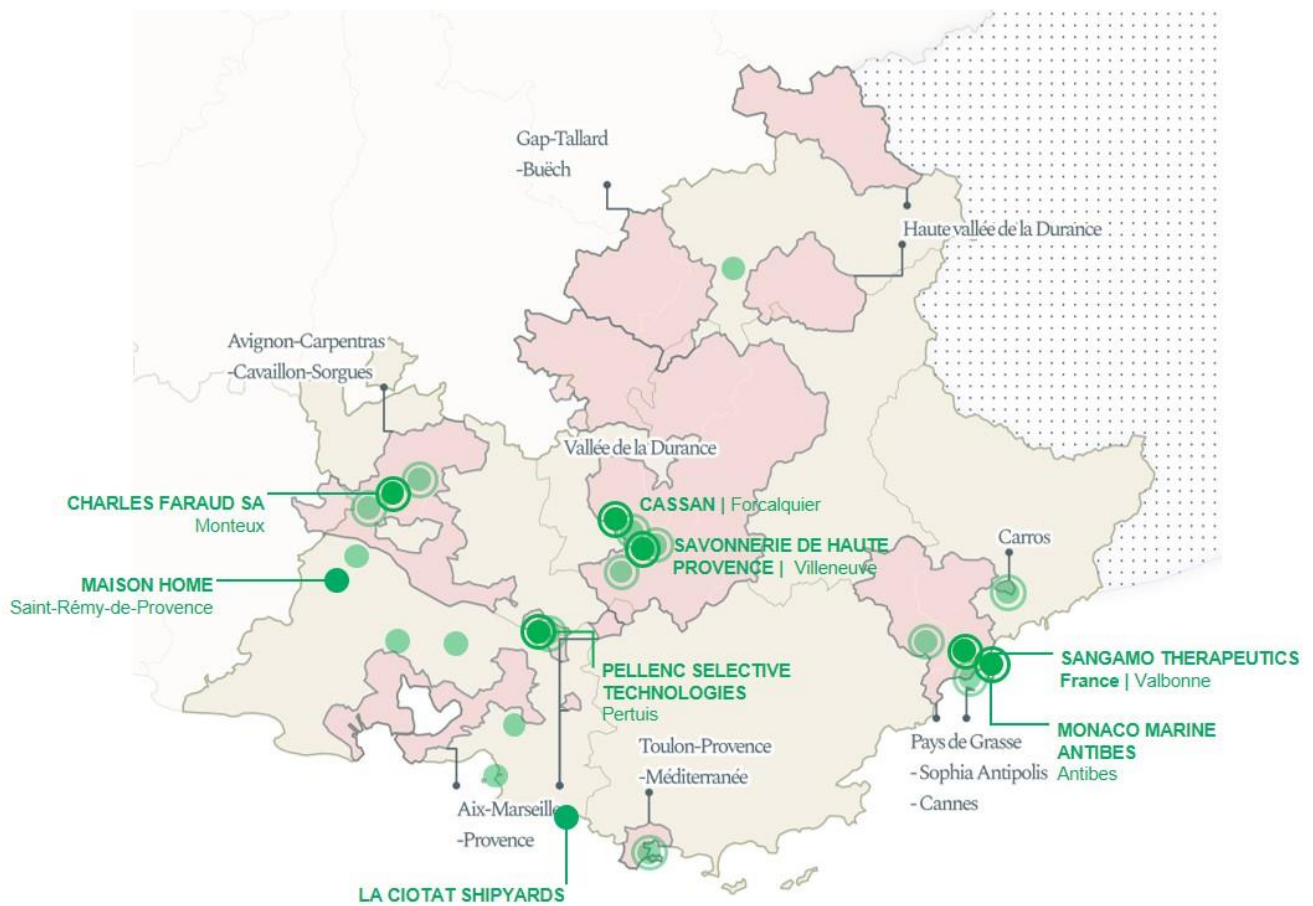 Gap-Tallard
-Buëch
Haute vallée de la Durance
Avignon-Carpentras
-Cavaillon-Sorgues
Vallée de la Durance
CHARLES FARAUD SA
Monteux
CASSAN | Forcalquier
SAVONNERIE DE HAUTE
PROVENCE | Villeneuve
Carros
MAISON HOME
Saint-Rémy-de-Provence
PELLENC SELECTIVE
TECHNOLOGIES
Pertuis
SANGAMO THERAPEUTICS
France | Valbonne
MONACO MARINE
ANTIBES
Antibes
Toulon-Provence
-Méditerranée
Pays de Grasse
- Sophia Antipolis
- Cannes
Aix-Marseille
-Provence
LA CIOTAT SHIPYARDS